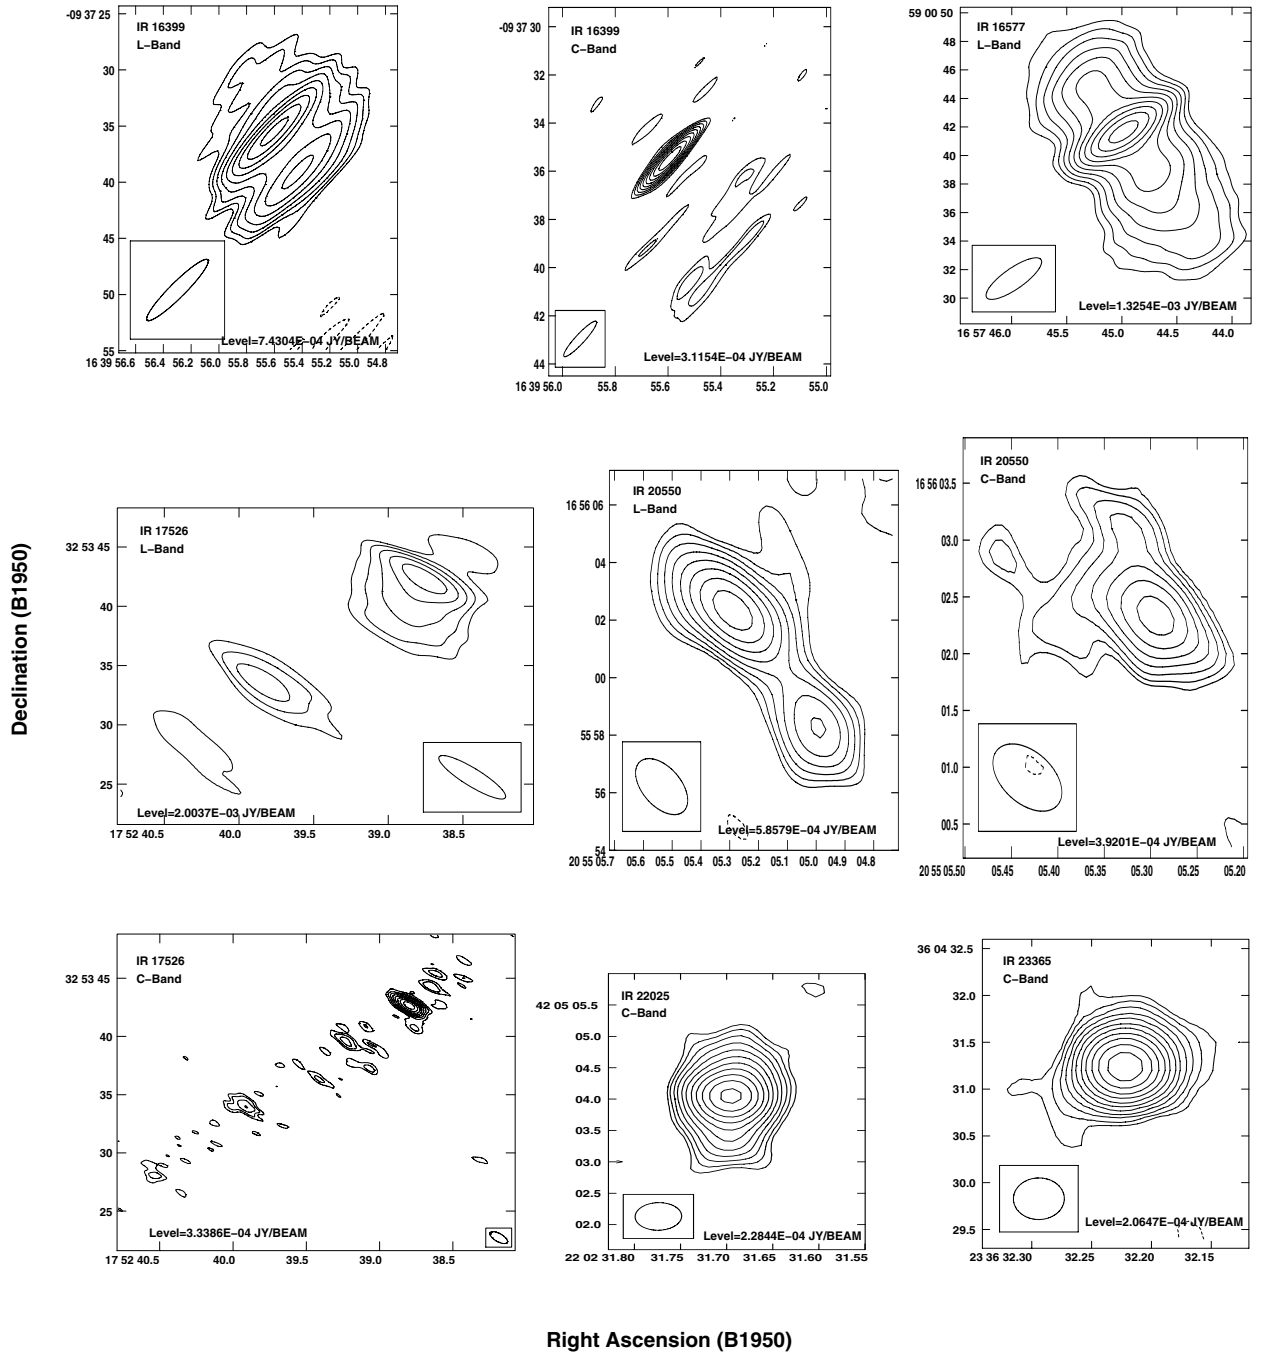 -09 37 25
30
35
40
45
50
55
IR 16399
L-Band
Level=7.4304E-04 JY/BEAM
16 39 56.6 56.4 56.2 56.0 55.8 55.6 55.4 55.2 55.0 54.8
-09 37 30
32
34
36
38
40
42
44
IR 16399
C-Band
Level=3.1154E-04 JY/BEAM
16 39 56.0 55.8 55.6 55.4 55.2 55.0
59 00 50
48
46
44
42
40
38
36
34
32
30
IR 16577
L-Band
Level=1.3254E-03 JY/BEAM
16 57 46.0 45.5 45.0 44.5 44.0
Declination (B1950)
32 53 45
40
35
30
25
IR 17526
L-Band
Level=2.0037E-03 JY/BEAM
17 52 40.5 40.0 39.5 39.0 38.5
16 56 06
04
02
00
55 58
56
54
IR 20550
L-Band
Level=5.8579E-04 JY/BEAM
20 55 05.7 05.6 05.5 05.4 05.3 05.2 05.1 05.0 04.9 04.8
16 56 03.5
03.0
02.5
02.0
01.5
01.0
00.5
IR 20550
C-Band
Level=3.9201E-04 JY/BEAM
20 55 05.50 05.45 05.40 05.35 05.30 05.25 05.20
32 53 45
40
35
30
25
IR 17526
C-Band
Level=3.3386E-04 JY/BEAM
17 52 40.5 40.0 39.5 39.0 38.5
42 05 05.5
05.0
04.5
04.0
03.5
03.0
02.5
02.0
IR 22025
C-Band
Level=2.2844E-04 JY/BEAM
22 02 31.80 31.75 31.70 31.65 31.60 31.55
36 04 32.5
32.0
31.5
31.0
30.5
30.0
29.5
IR 23365
C-Band
Level=2.0647E-04 JY/BEAM
23 36 32.30 32.25 32.20 32.15
Right Ascension (B1950)